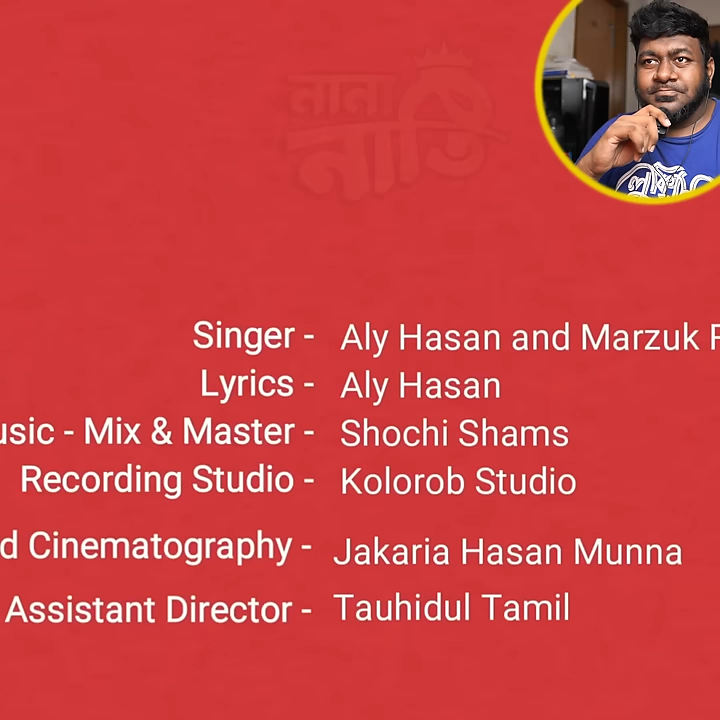 নানা
নাতি
Singer - Aly Hasan and Marzuk
Lyrics - Aly Hasan
Mix & Master - Shochi Shams
Recording Studio - Kolorob Studio
Cinematography - Jakaria Hasan Munna
Assistant Director - Tauhidul Tamil